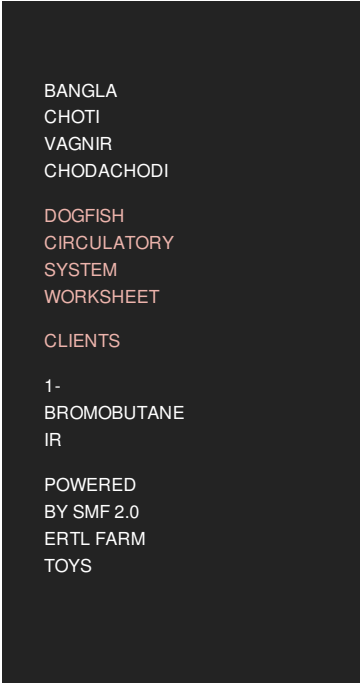 BANGLA
CHOTI
VAGNIR
CHODACHODI
DOGFISH
CIRCULATORY
SYSTEM
WORKSHEET
CLIENTS
1-
BROMOBUTANE
IR
POWERED
BY SMF 2.0
ERTL FARM
TOYS